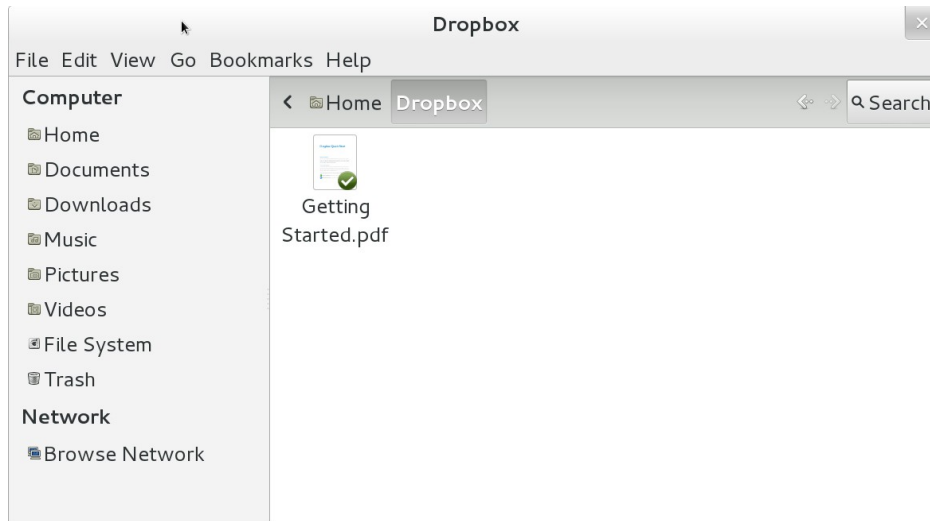 Dropbox
File Edit View Go Bookmarks Help
Computer
Home
Documents
Downloads
Music
Pictures
Videos
File System
Trash
Network
Browse Network
Home Dropbox
Search
Getting
Started.pdf